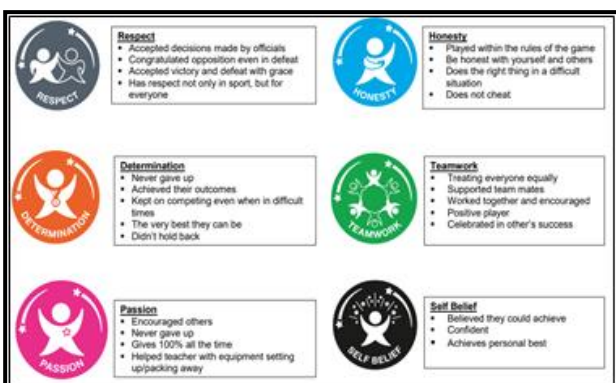 Respect
• Accepted decisions made by officials
• Congratulated opposition even in defeat
• Accepted victory and defeat with grace
• Has respect not only in sport, but for
everyone
RESPECT
Honesty
• Played within the rules of the game
• Be honest with yourself and others
• Does the right thing in a difficult
situation
• Does not cheat
HONESTY
Determination
• Never gave up
• Achieved their outcomes
• Kept on competing even when in difficult
times
• The very best they can be
• Didn't hold back
DETERMINATION
Teamwork
• Treating everyone equally
• Supported team mates
• Worked together and encouraged
• Positive player
• Celebrated in other's success
TEAMWORK
Passion
• Encouraged others
• Never gave up
• Gives 100% all the time
• Helped teacher with equipment setting
up/packing away
PASSION
Self Belief
• Believed they could achieve
• Confident
• Achieves personal best
SELF BELIEF